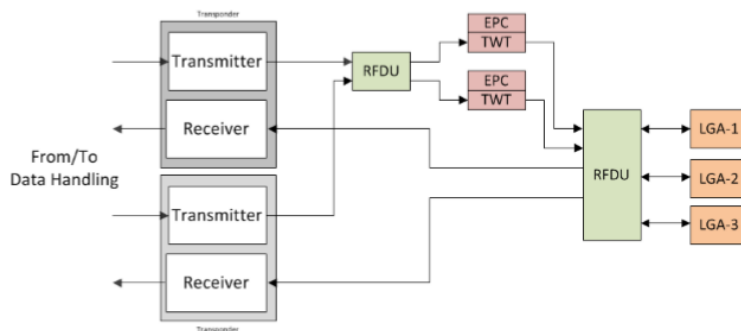 Transponder
Transmitter
Receiver
From/To
Data Handling
Transmitter
Receiver
Transponder
RFDU
EPC
TWT
EPC
TWT
RFDU
LGA-1
LGA-2
LGA-3